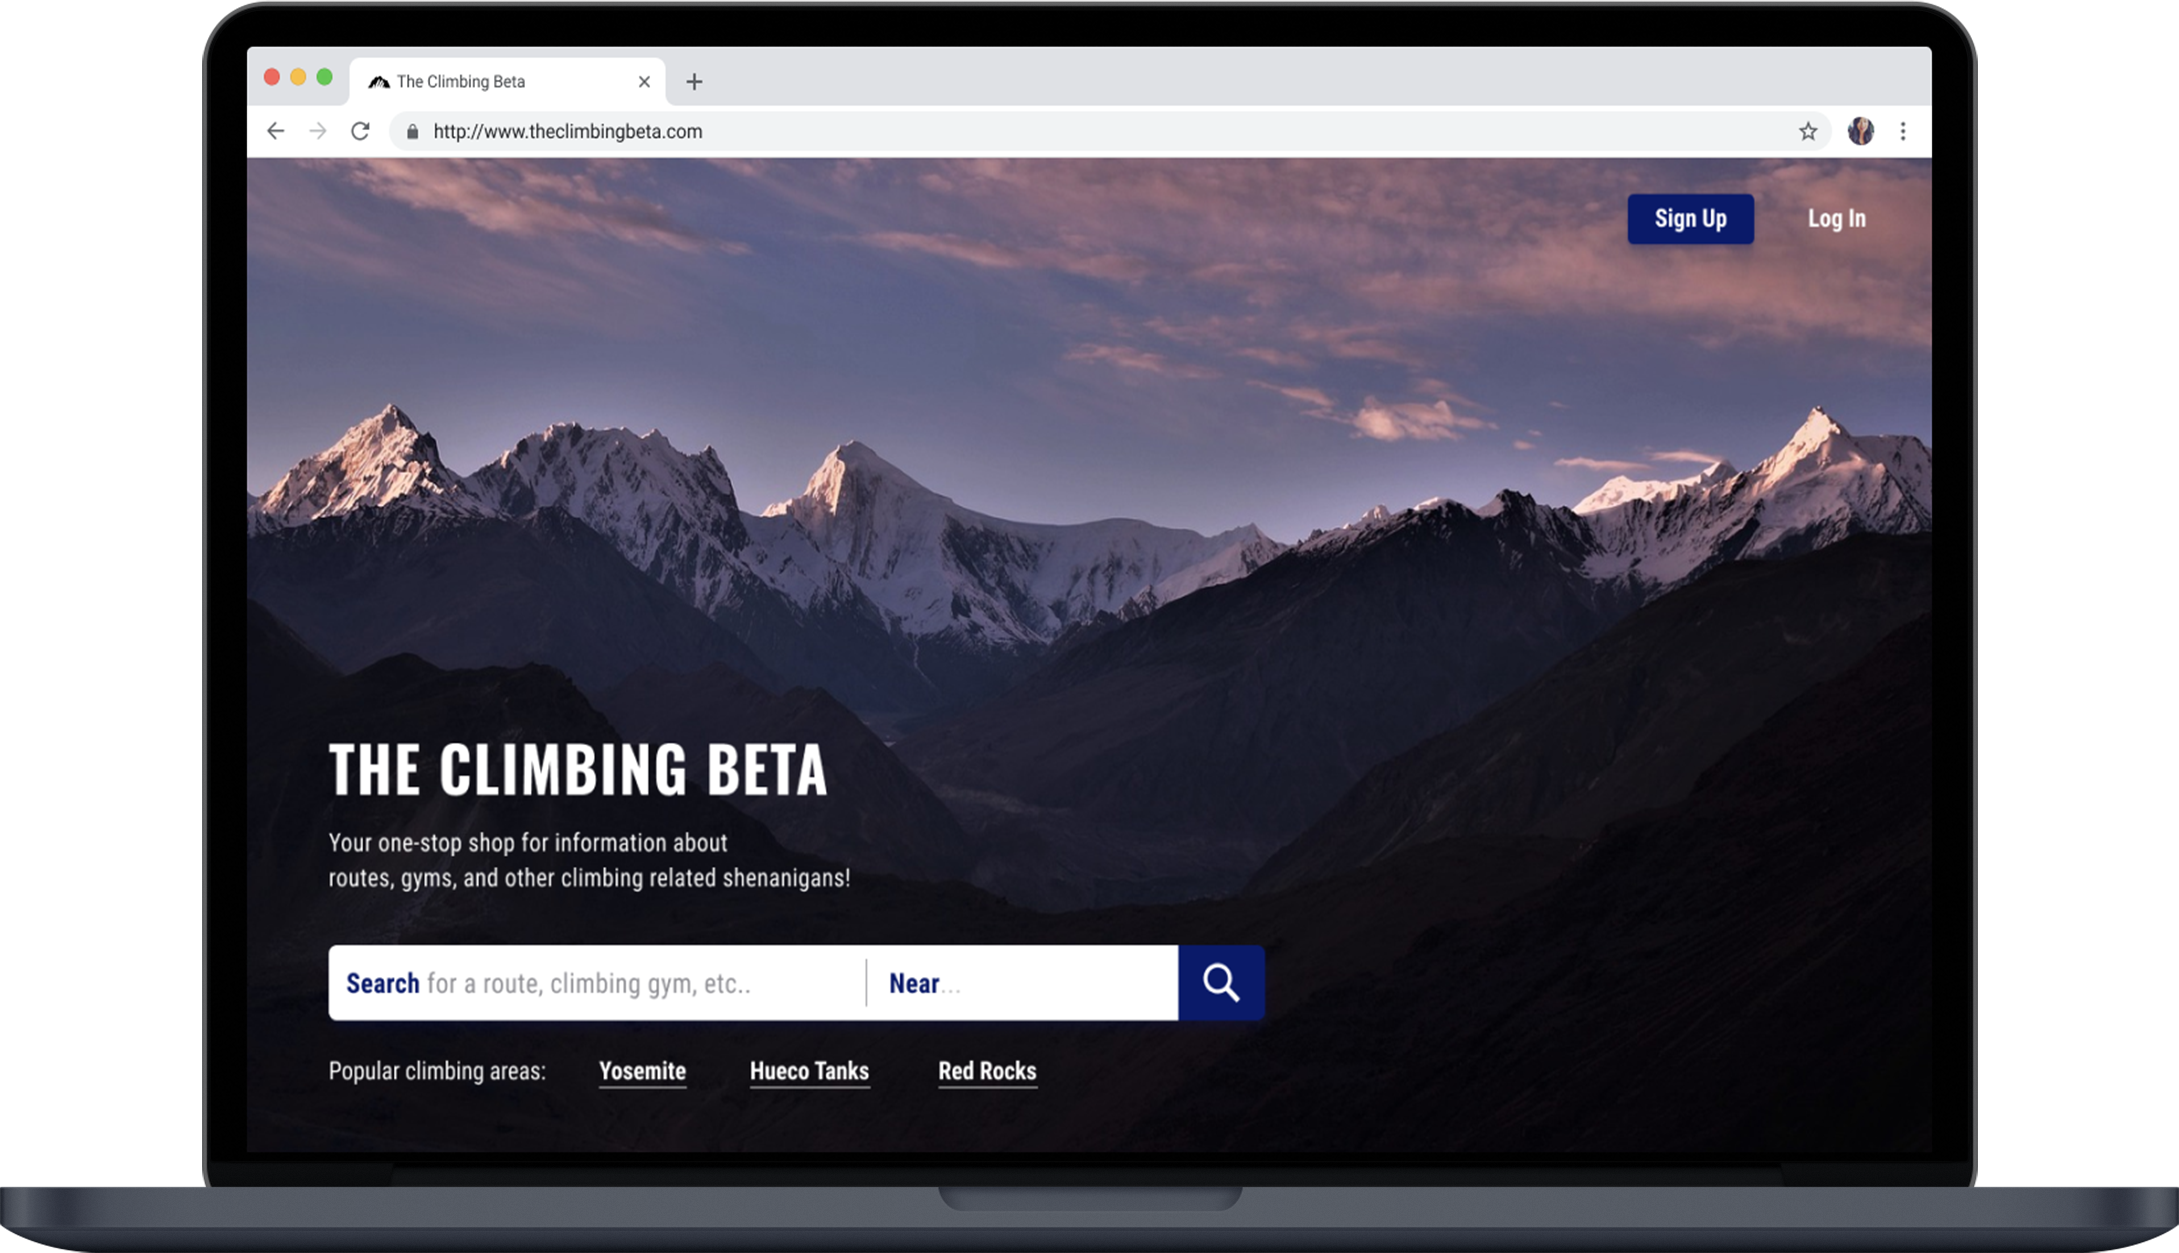 The Climbing Beta
http://www.theclimbingbeta.com
Sign Up
Log In
THE CLIMBING BETA
Your one-stop shop for information about
routes, gyms, and other climbing related shenanigans!
Search for a route, climbing gym, etc..
Near...
Popular climbing areas: Yosemite Hueco Tanks Red Rocks